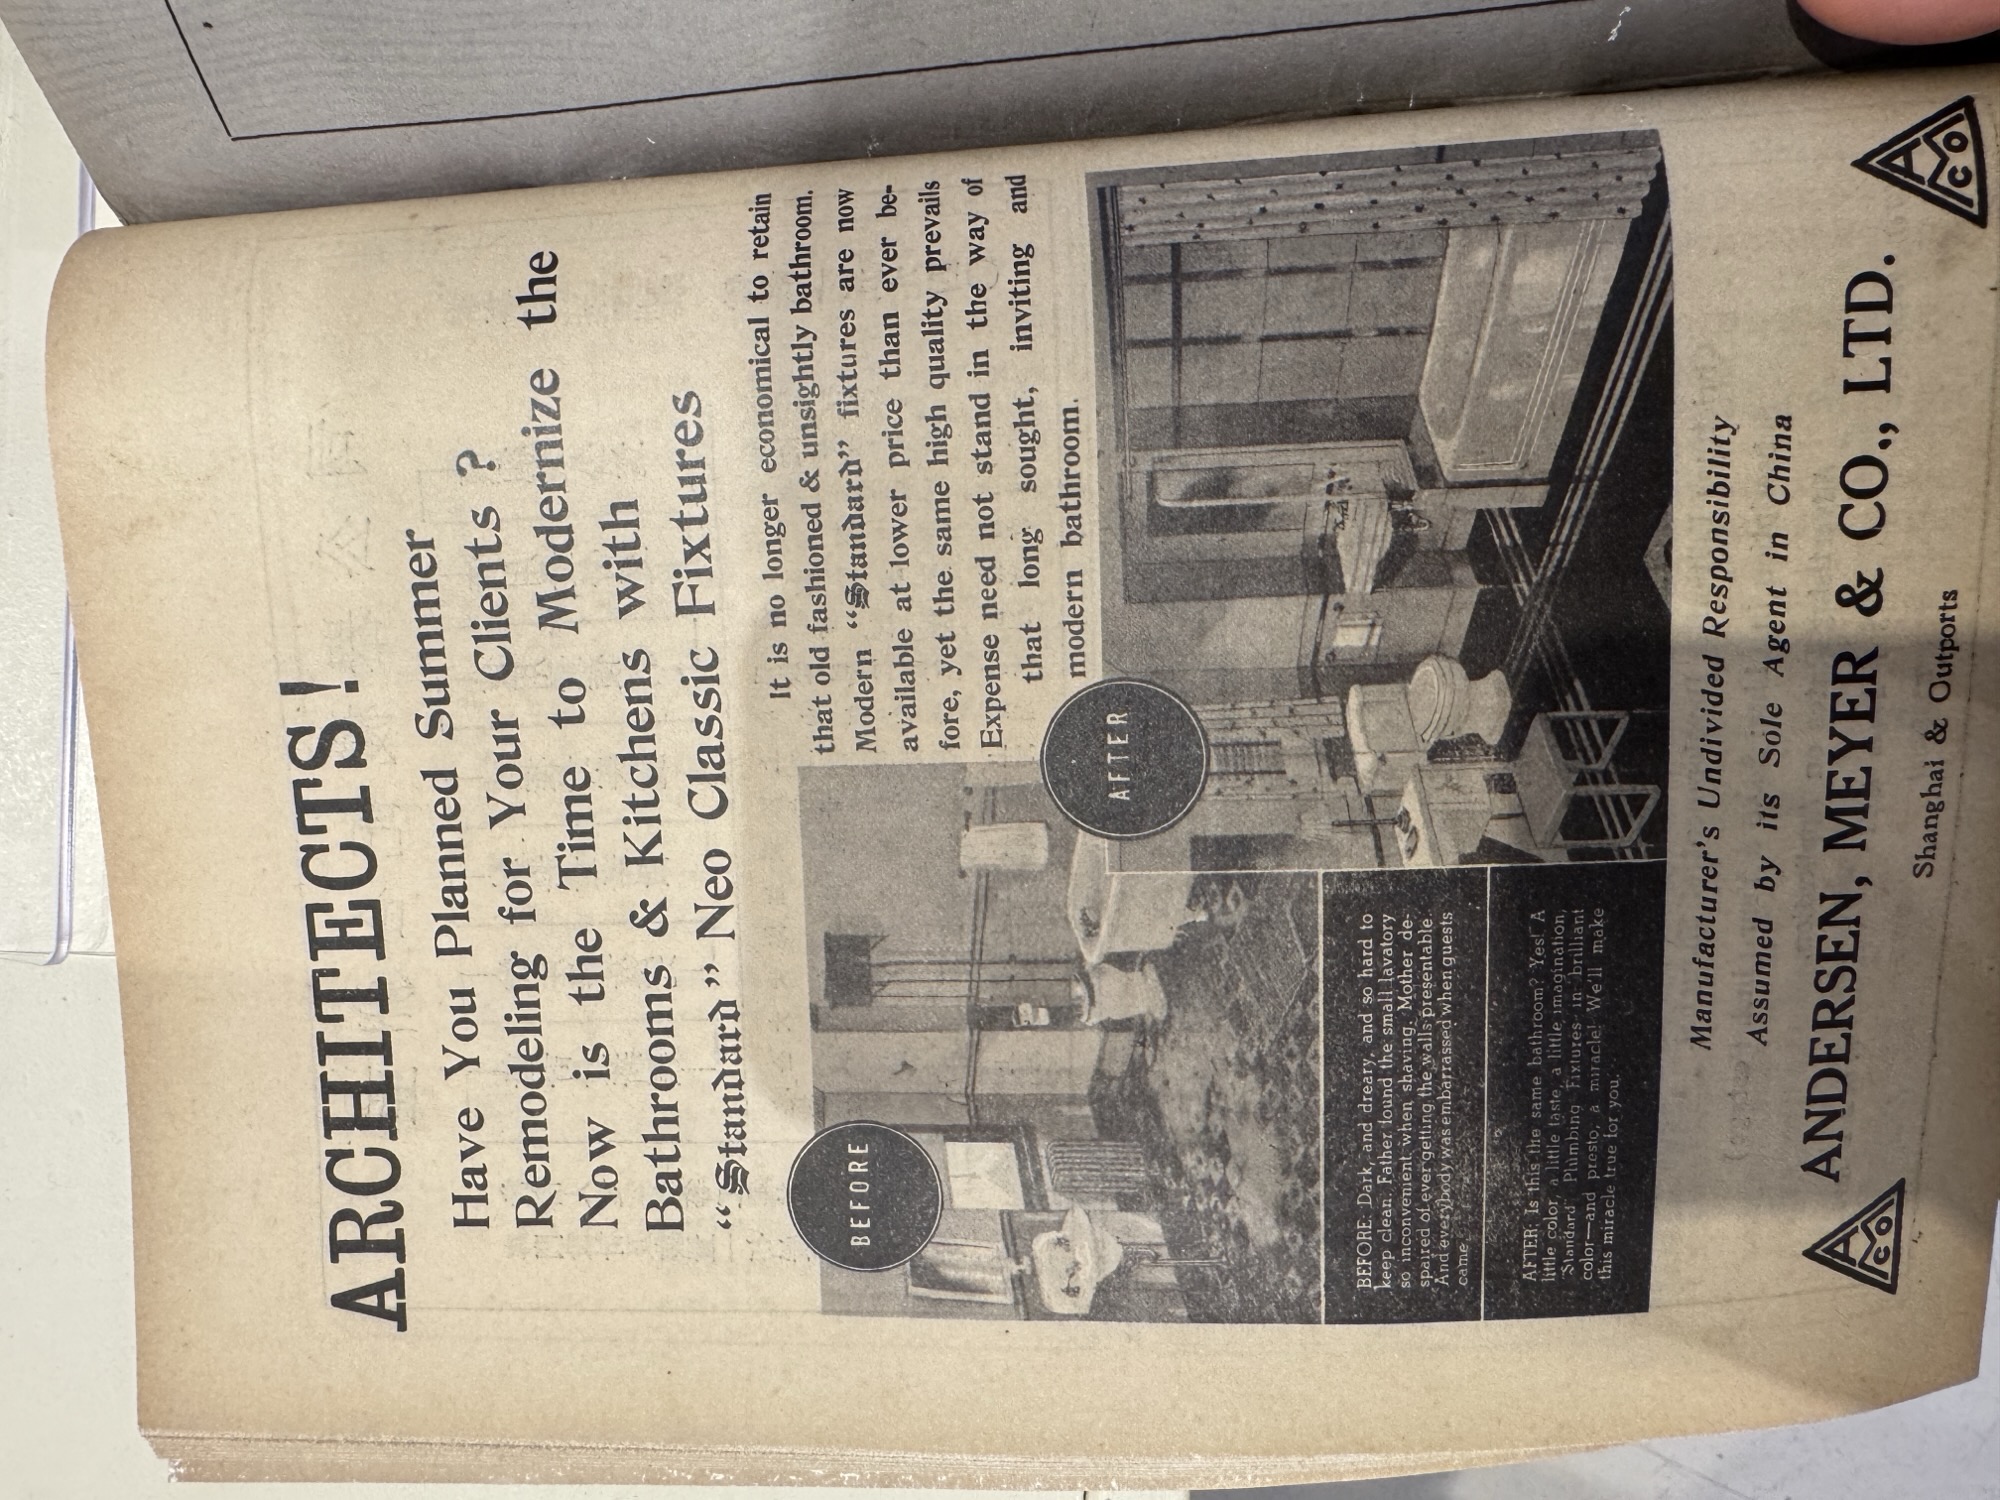 ARCHITECTS!
Have You Planned Summer
Remodeling for Your Clients ?
Now is the Time to Modernize the
Bathrooms & Kitchens with
“Standard” Neo Classic Fixtures
It is no longer economical to retain
that old fashioned & unsightly bathroom.
Modern “Standard” fixtures are now
available at lower price than ever be-
fore, yet the same high quality prevails
Expense need not stand in the way of
that long sought, inviting and
modern bathroom.
BEFORE
AFTER
BEFORE: Dark, and dreary, and so hard to
keep clean. Father found the small lavatory
so inconvenient when shaving. Mother de-
spaired of ever getting the walls presentable.
And everybody was embarrassed when guests
came.
AFTER: Is this the same bathroom? Yes! A
little color, a little taste, a little imagination,
"Standard" Plumbing Fixtures in brilliant
color—and presto, a miracle! We'll make
this miracle true for you.
Manufacturer's Undivided Responsibility
Assumed by its Sole Agent in China
AMCO
ANDERSEN, MEYER & CO., LTD.
AMCO
Shanghai & Outports